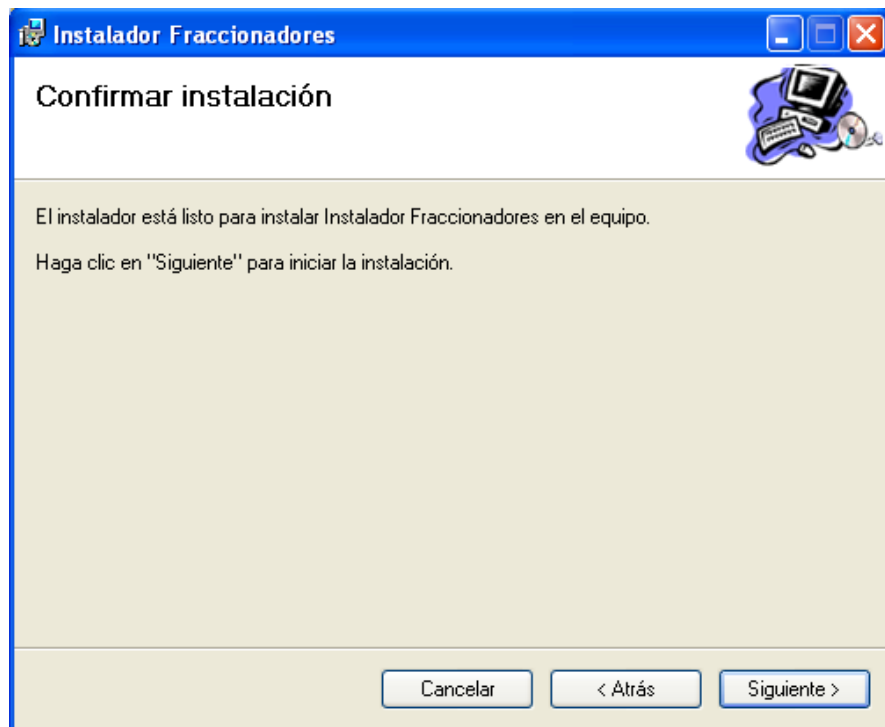 Instalador Fraccionadores
Confirmar instalación
El instalador está listo para instalar Instalador Fraccionadores en el equipo.
Haga clic en "Siguiente" para iniciar la instalación.
Cancelar
< Atrás
Siguiente >